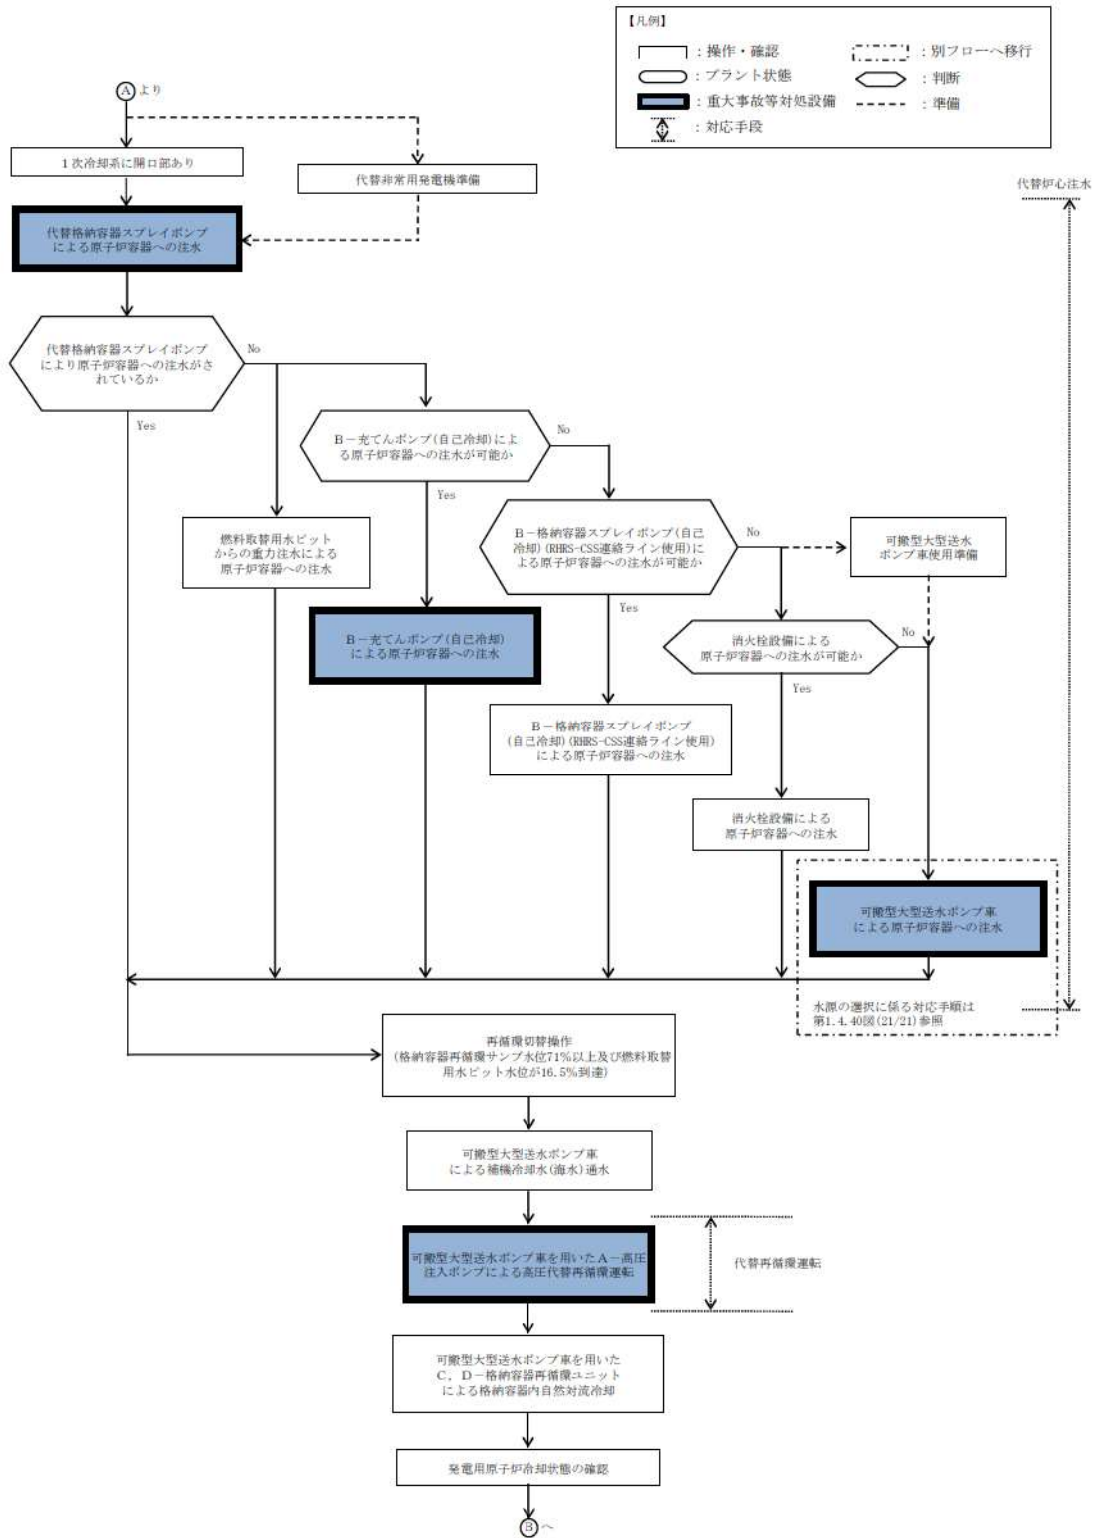 【凡例】
：操作・確認
：別フローへ移行
：プラント状態
：判断
：重大事故等対処設備
：準備
：対応手段
Ⓐより
1次冷却系に開口部あり
代替非常用発電機準備
代替炉心注水
代替格納容器スプレイポンプ
による原子炉容器への注水
代替格納容器スプレイポンプ
により原子炉容器への注水がさ
れているか
No
Yes
B－充てんポンプ(自己冷却)によ
る原子炉容器への注水が可能か
No
Yes
燃料取替用水ピット
からの重力注水による
原子炉容器への注水
B－格納容器スプレイポンプ(自己
冷却)(RHRS-CSS連絡ライン使用)に
よる原子炉容器への注水が可能か
No
Yes
可搬型大型送水
ポンプ車使用準備
B－充てんポンプ(自己冷却)
による原子炉容器への注水
消火栓設備による
原子炉容器への注水が可能か
No
Yes
B－格納容器スプレイポンプ
(自己冷却)(RHRS-CSS連絡ライン使用)
による原子炉容器への注水
消火栓設備による
原子炉容器への注水
可搬型大型送水ポンプ車
による原子炉容器への注水
水源の選択に係る対応手順は
第1.4.40図(21/21)参照
再循環切替操作
(格納容器再循環サンプ水位71%以上及び燃料取替
用水ピット水位が16.5%到達)
可搬型大型送水ポンプ車
による補機冷却水(海水)通水
可搬型大型送水ポンプ車を用いたA－高圧
注入ポンプによる高圧代替再循環運転
代替再循環運転
可搬型大型送水ポンプ車を用いた
C，D－格納容器再循環ユニット
による格納容器内自然対流冷却
発電用原子炉冷却状態の確認
Ⓑへ